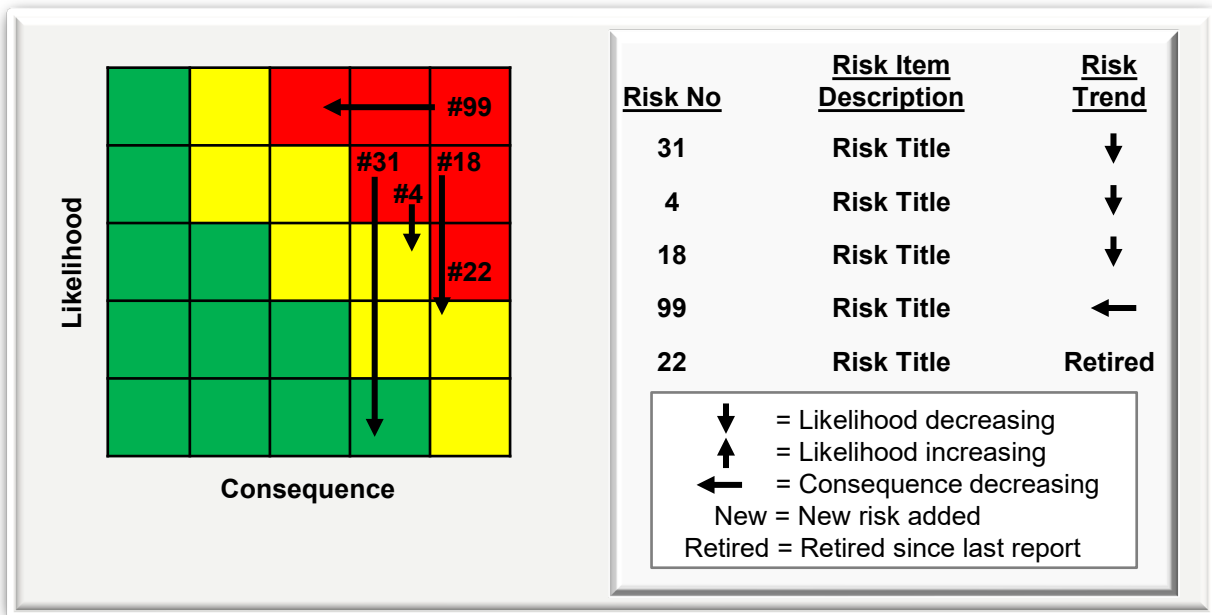 #99
#31
#18
#4
#22
Likelihood
Consequence
Risk No
Risk Item
Description
Risk
Trend
31 Risk Title
4 Risk Title
18 Risk Title
99 Risk Title
22 Risk Title Retired
= Likelihood decreasing
= Likelihood increasing
= Consequence decreasing
New = New risk added
Retired = Retired since last report